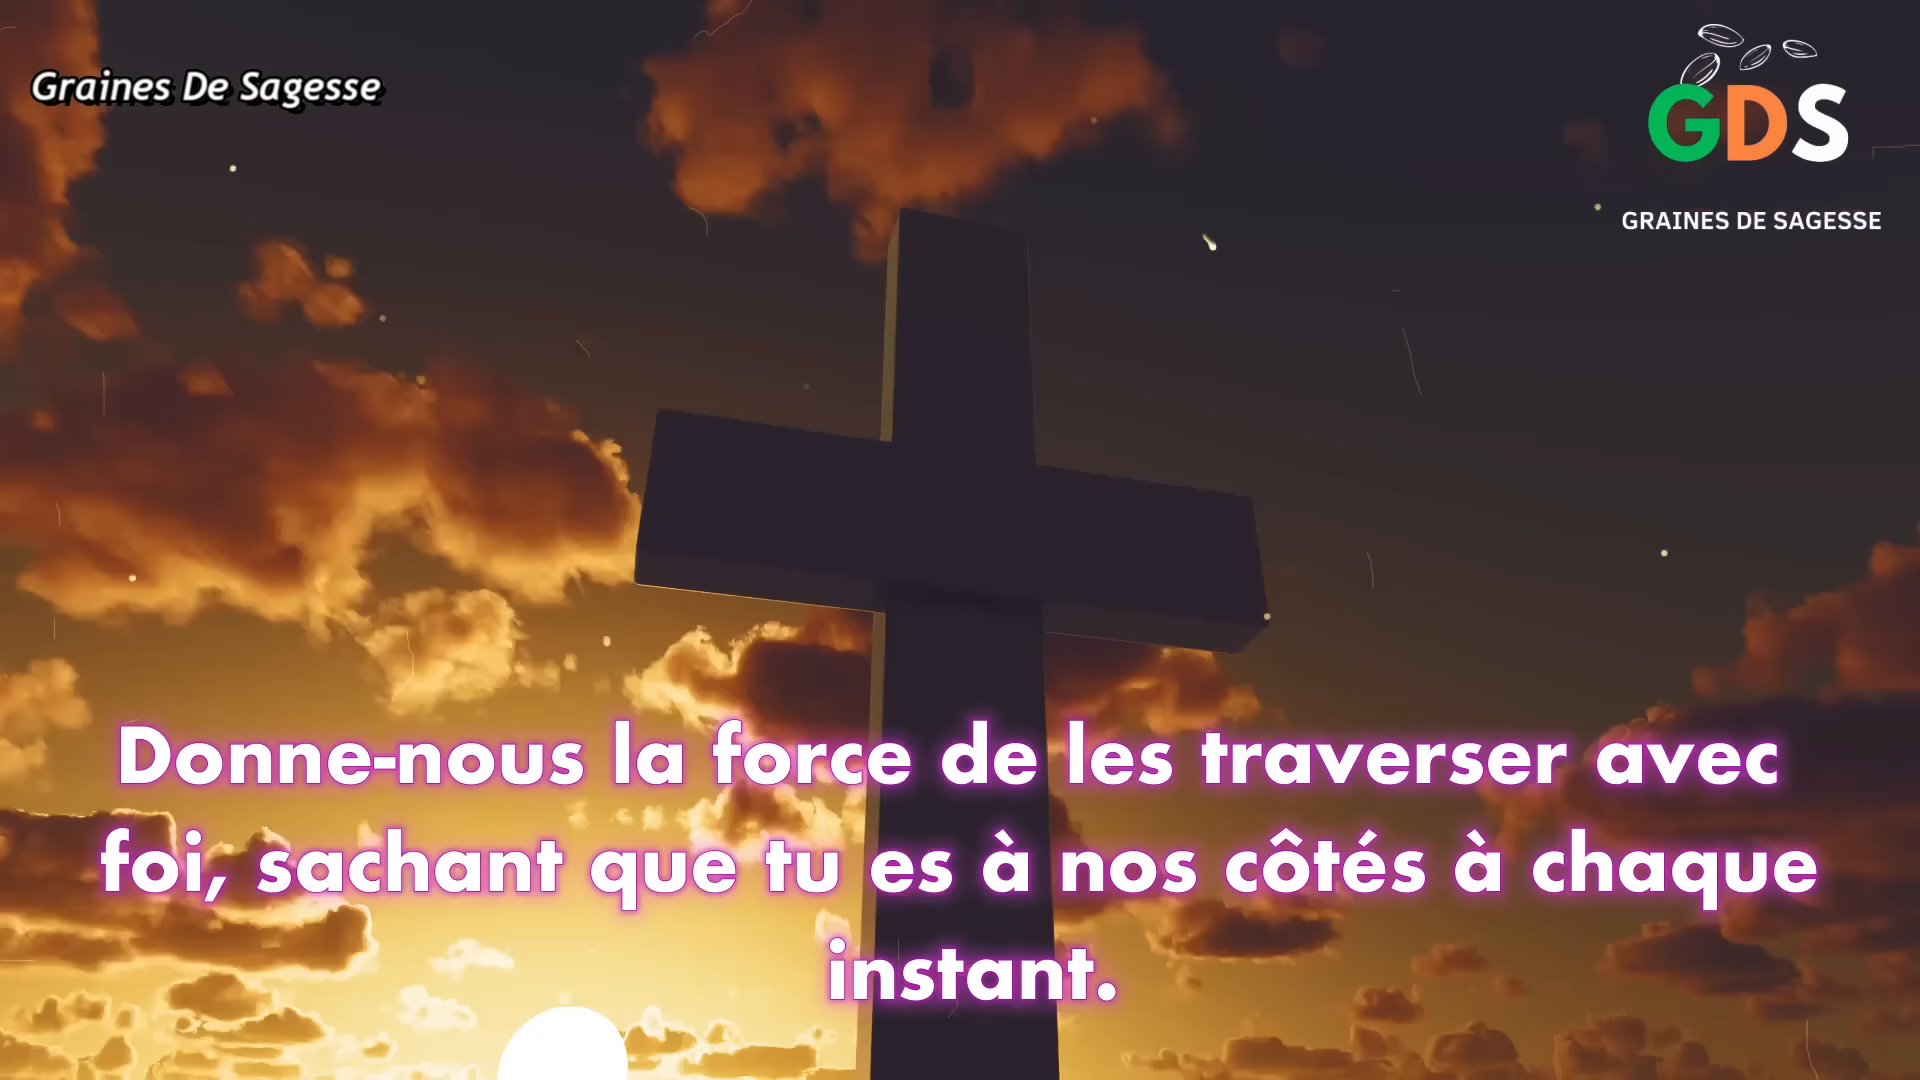 Graines De Sagesse
GDS
GRAINES DE SAGESSE
Donne-nous la force de les traverser avec
foi, sachant que tu es à nos côtés à chaque
instant.